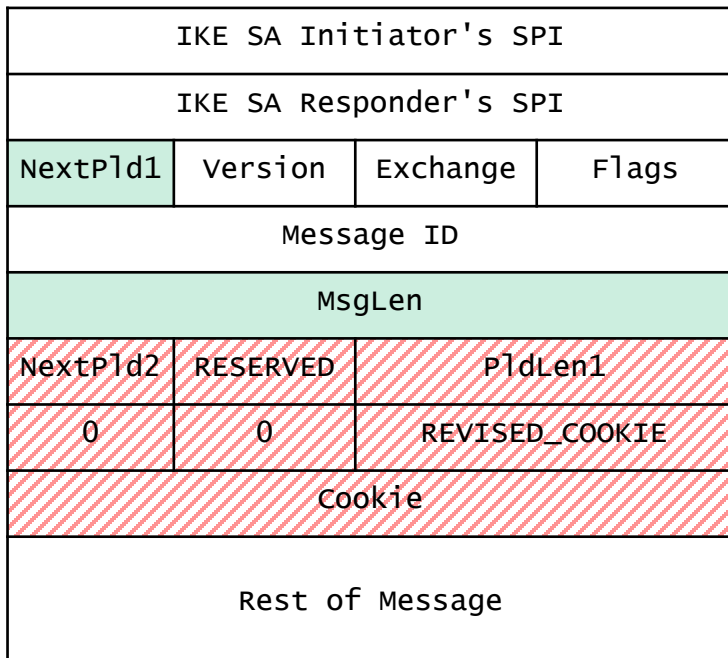 IKE SA Initiator's SPI
IKE SA Responder's SPI
NextPld1 Version Exchange Flags
Message ID
MsgLen
NextPld2 RESERVED PldLen1
0 0 REVISED_COOKIE
Cookie
Rest of Message